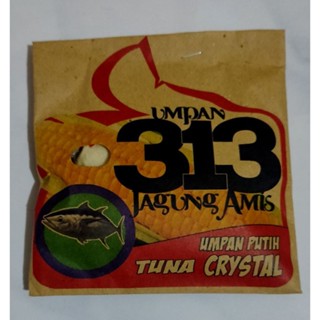 UMPAN
313
JAGUNG AMIS
UMPAN PUTIH
TUNA CRYSTAL